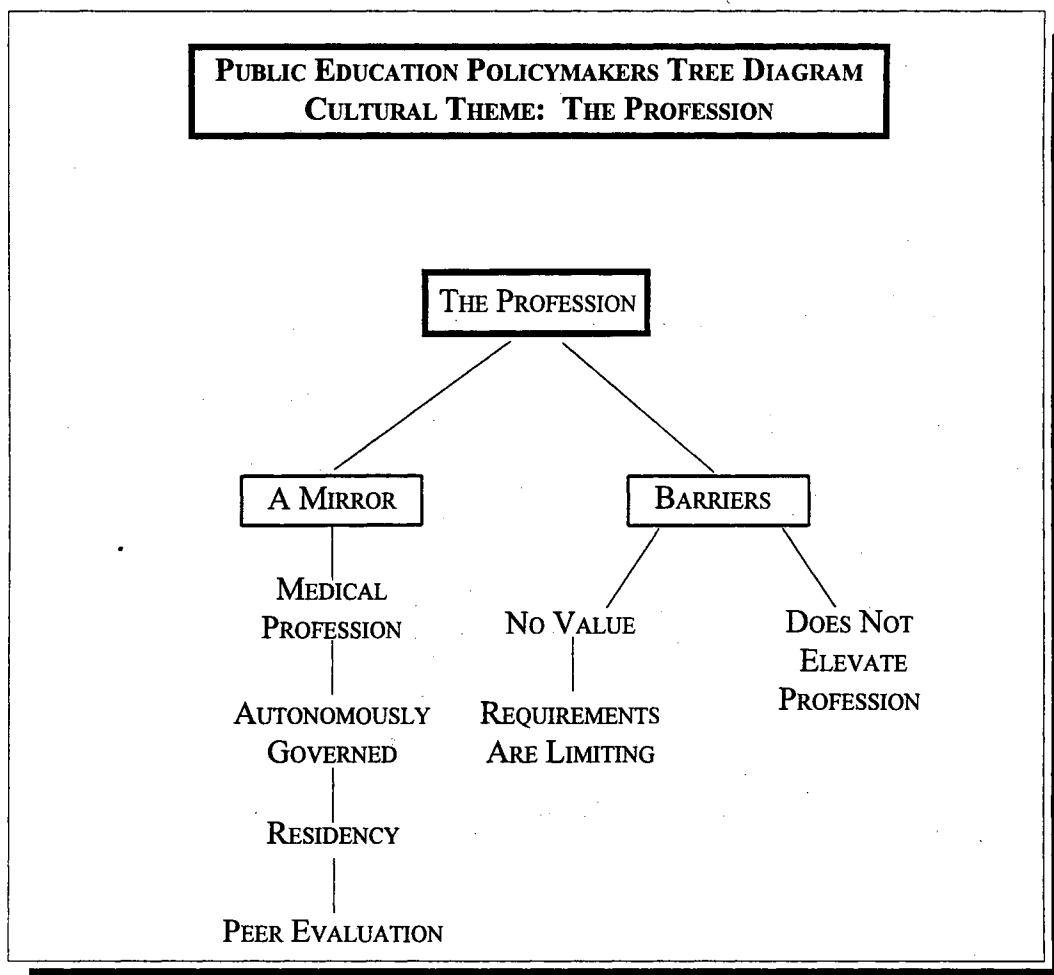 PUBLIC EDUCATION POLICYMAKERS TREE DIAGRAM
CULTURAL THEME: THE PROFESSION
THE PROFESSION
A MIRROR
BARRIERS
MEDICAL
PROFESSION
AUTONOMOUSLY
GOVERNED
RESIDENCY
PEER EVALUATION
NO VALUE
REQUIREMENTS
ARE LIMITING
DOES NOT
ELEVATE
PROFESSION